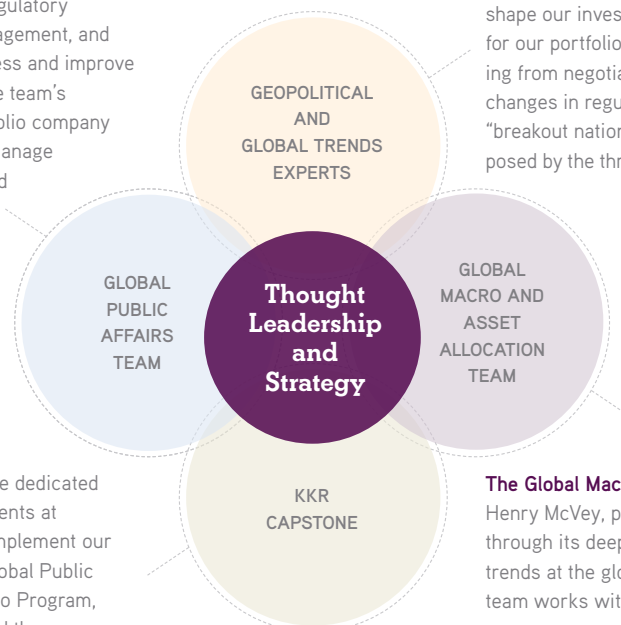 gulatory
agement, and
ess and improve
e team's
olio company
anage
d
shape our inves
for our portfolio
ing from negotia
changes in regu
“breakout nation
posed by the thr
GEOPOLITICAL
AND
GLOBAL TRENDS
EXPERTS
GLOBAL
PUBLIC
AFFAIRS
TEAM
Thought
Leadership
and
Strategy
GLOBAL
MACRO AND
ASSET
ALLOCATION
TEAM
KKR
CAPSTONE
e dedicated
ents at
mplement our
obal Public
o Program,
The Global Mac
Henry McVey, p
through its deep
trends at the glo
team works wit